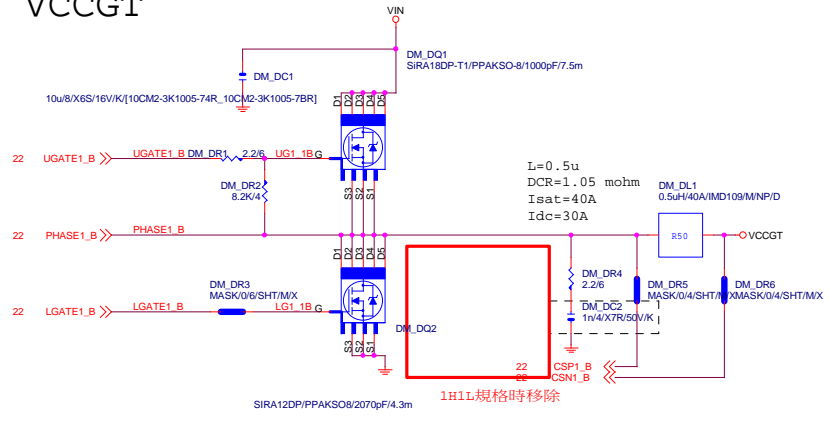 VCCGT
VIN
DM_DQ1
SiRA18DP-T1/PPAKSO-8/1000pF/7.5m
DM_DC1
10u/8/X6S/16V/K/[10CM2-3K1005-74R_10CM2-3K1005-7BR]
D1 D2 D3 D4 D5
22 UGATE1_B UGATE1_B DM_DR1 2.2/6 UG1_1B G
S3 S2 S1
DM_DR2
8.2K/4
L=0.5u
DCR=1.05 mohm
Isat=40A
Idc=30A
DM_DL1
0.5uH/40A/IMD109/M/NP/D
R50
22 PHASE1_B PHASE1_B
VCCGT
D1 D2 D3 D4 D5
DM_DR3
MASK/0/6/SHT/M/X
22 LGATE1_B LGATE1_B LG1_1B G
S3 S2 S1
DM_DQ2
SIRA12DP/PPAKSO8/2070pF/4.3m
DM_DR4
2.2/6
DM_DC2
1n/4/X7R/50V/K
DM_DR5
MASK/0/4/SHT/M/X
DM_DR6
MASK/0/4/SHT/M/X
22 CSP1_B
22 CSN1_B
1H1L規格時移除